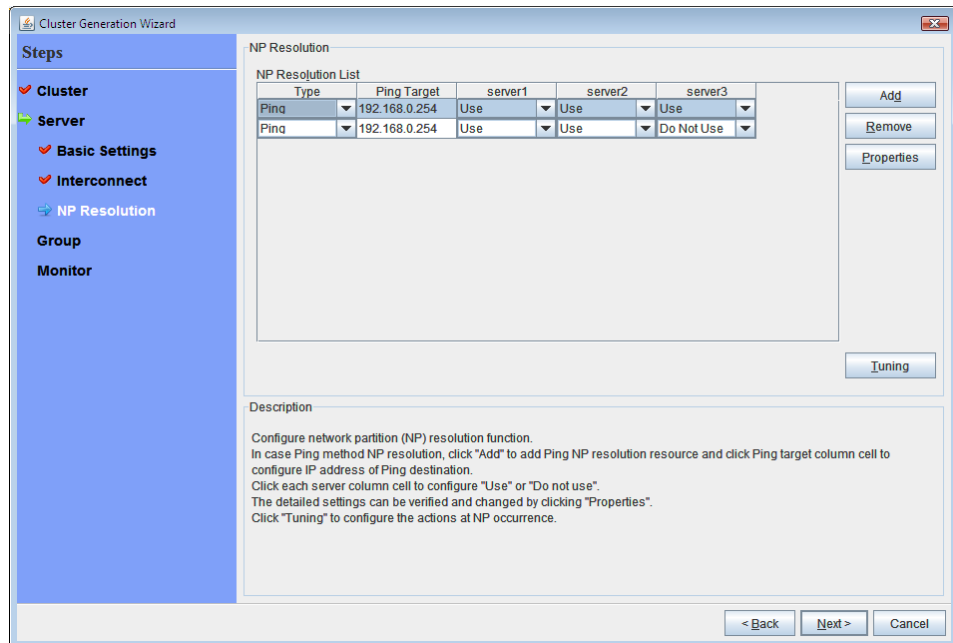 Cluster Generation Wizard
Steps
Cluster
Server
Basic Settings
Interconnect
NP Resolution
Group
Monitor
NP Resolution
NP Resolution List
Type Ping Target server1 server2 server3
Ping 192.168.0.254 Use Use Use
Ping 192.168.0.254 Use Use Do Not Use
Add
Remove
Properties
Tuning
Description
Configure network partition (NP) resolution function.
In case Ping method NP resolution, click "Add" to add Ping NP resolution resource and click Ping target column cell to
configure IP address of Ping destination.
Click each server column cell to configure "Use" or "Do not use".
The detailed settings can be verified and changed by clicking "Properties".
Click "Tuning" to configure the actions at NP occurrence.
< Back Next > Cancel